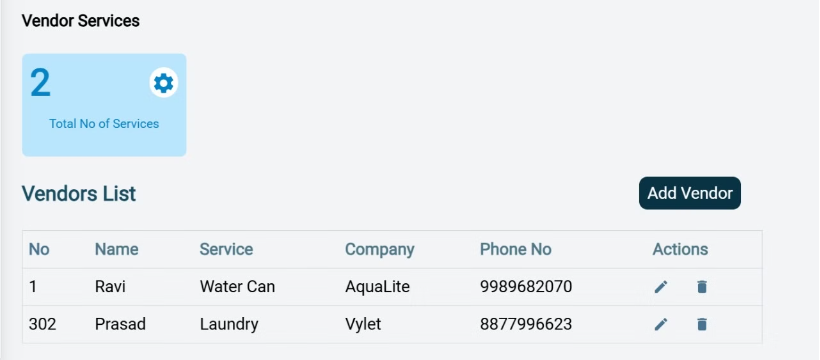 Vendor Services
2
Total No of Services
Vendors List
Add Vendor
No Name Service Company Phone No Actions
1 Ravi Water Can AquaLite 9989682070
302 Prasad Laundry Vylet 8877996623